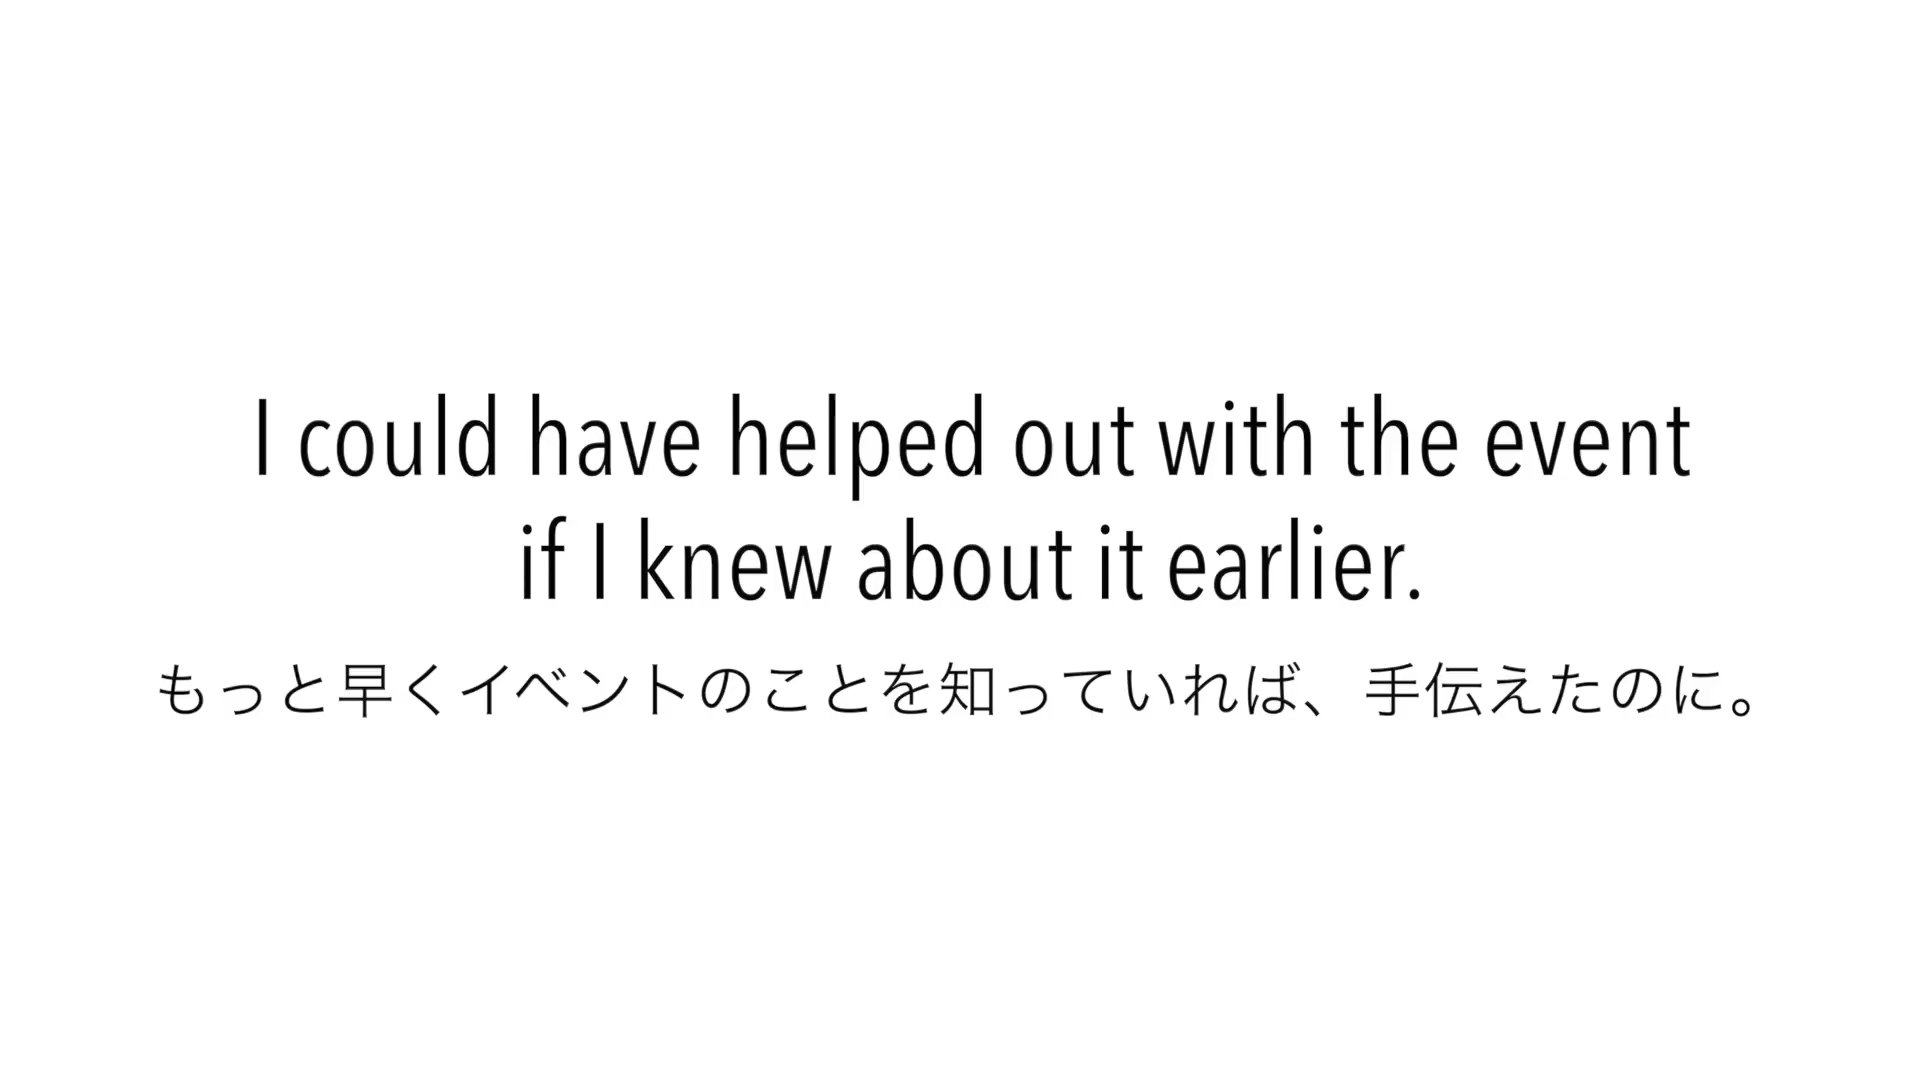 I could have helped out with the event
if I knew about it earlier.
もっと早くイベントのことを知っていれば、手伝えたのに。